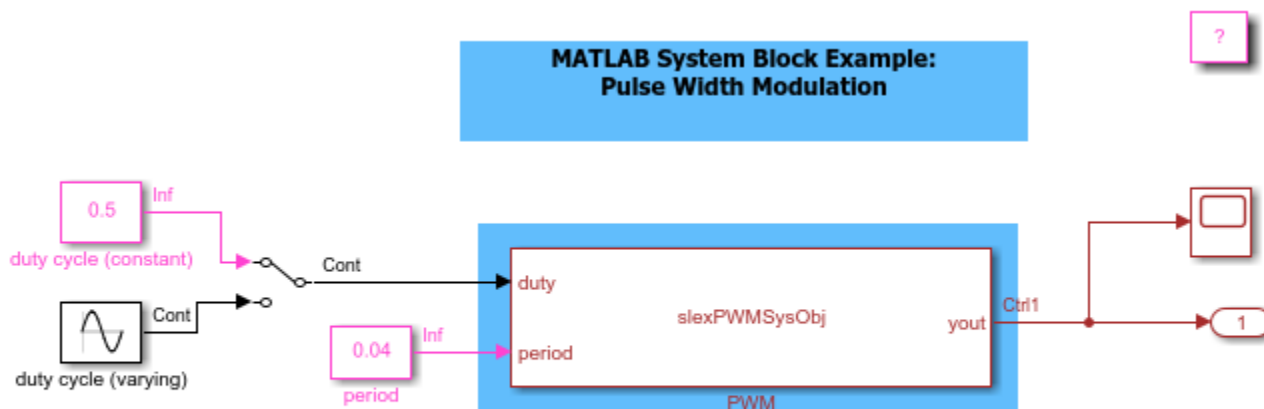 ?
MATLAB System Block Example:
Pulse Width Modulation
0.5
Inf
duty cycle (constant)
Cont
duty cycle (varying)
Cont
0.04
Inf
period
duty
period
slexPWMSysObj
yout
PWM
Ctrl1
1